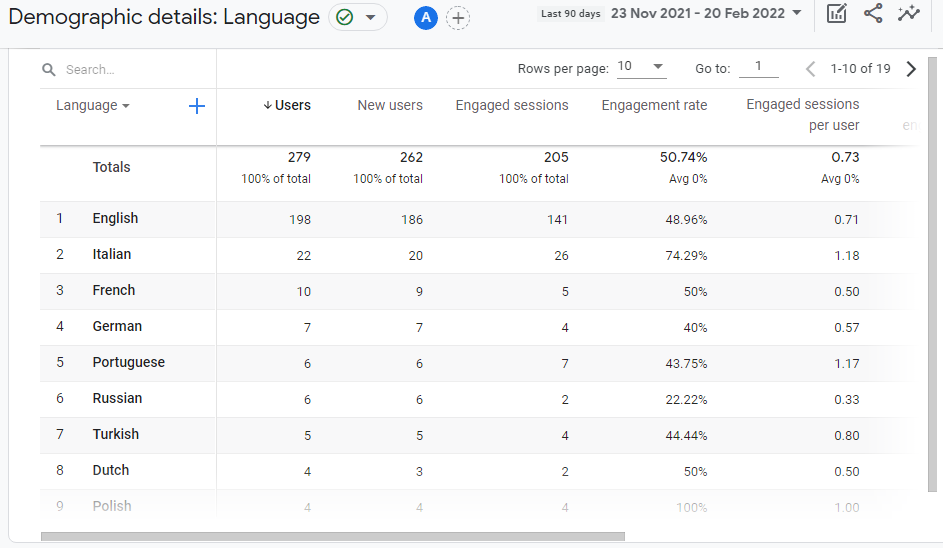 Demographic details: Language
A
Last 90 days 23 Nov 2021 - 20 Feb 2022
Search...
Rows per page: 10
Go to: 1
1-10 of 19
Language Users New users Engaged sessions Engagement rate Engaged sessions per user
Totals 279 262 205 50.74% 0.73
100% of total 100% of total 100% of total Avg 0% Avg 0%
1 English 198 186 141 48.96% 0.71
2 Italian 22 20 26 74.29% 1.18
3 French 10 9 5 50% 0.50
4 German 7 7 4 40% 0.57
5 Portuguese 6 6 7 43.75% 1.17
6 Russian 6 6 2 22.22% 0.33
7 Turkish 5 5 4 44.44% 0.80
8 Dutch 4 3 2 50% 0.50
9 Polish 4 4 4 100% 1.00